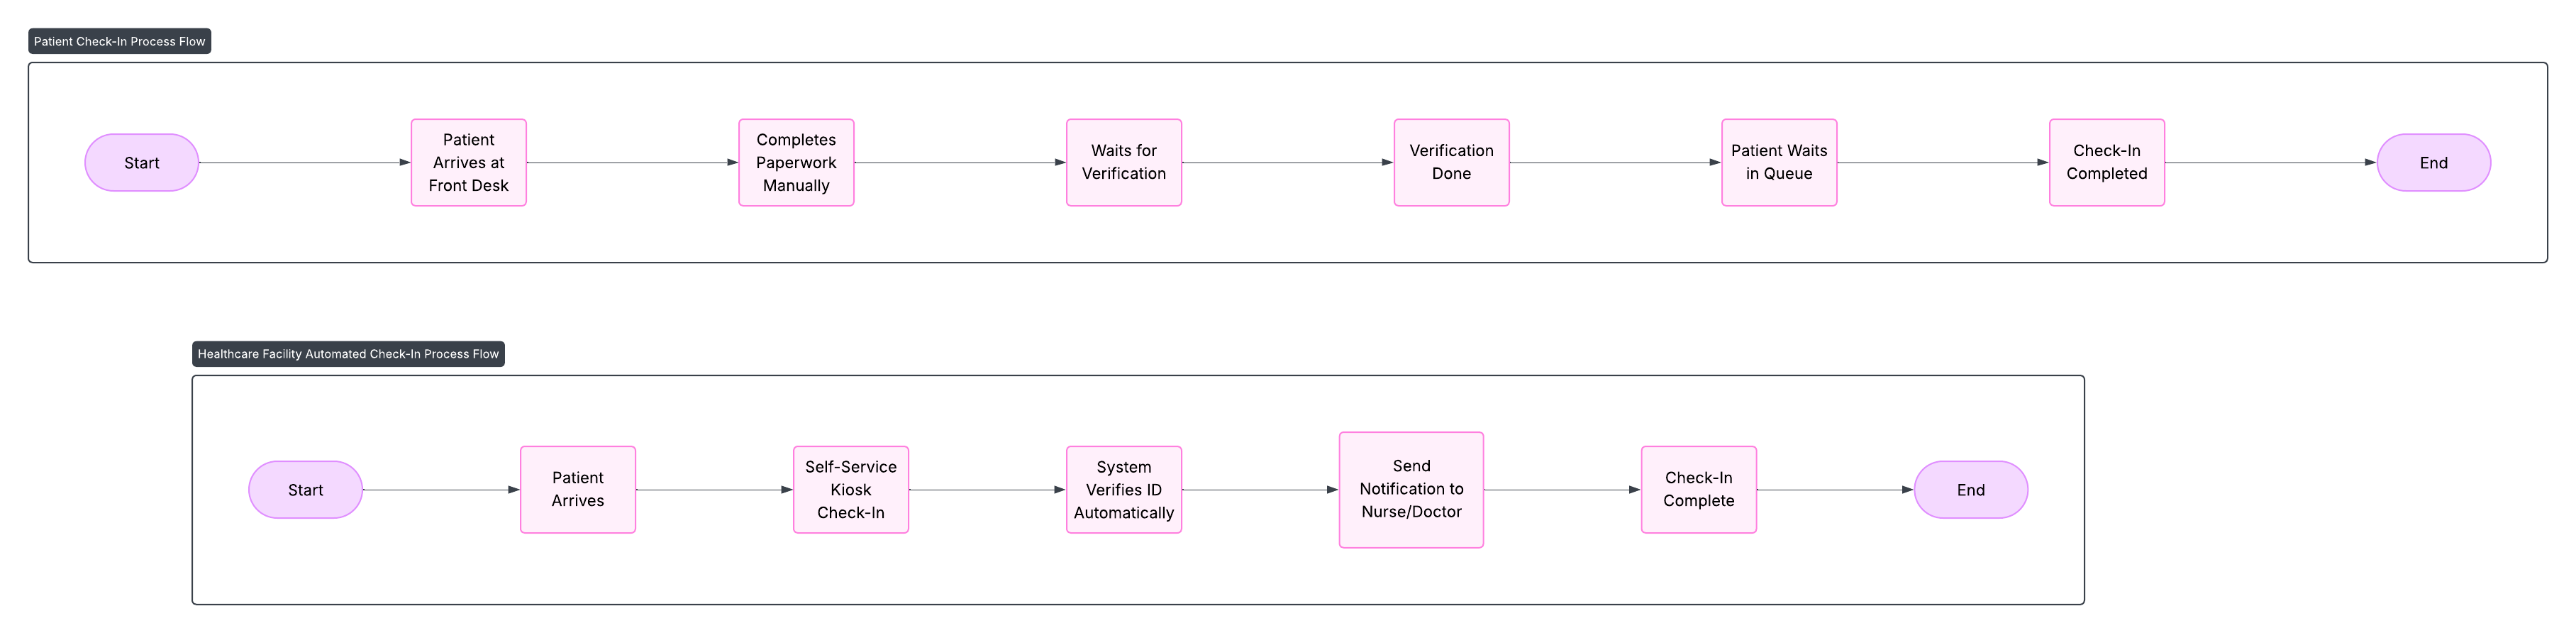 Patient Check-In Process Flow
Start
Patient
Arrives at
Front Desk
Completes
Paperwork
Manually
Waits for
Verification
Verification
Done
Patient Waits
in Queue
Check-In
Completed
End
Healthcare Facility Automated Check-In Process Flow
Start
Patient
Arrives
Self-Service
Kiosk
Check-In
System
Verifies ID
Automatically
Send
Notification to
Nurse/Doctor
Check-In
Complete
End